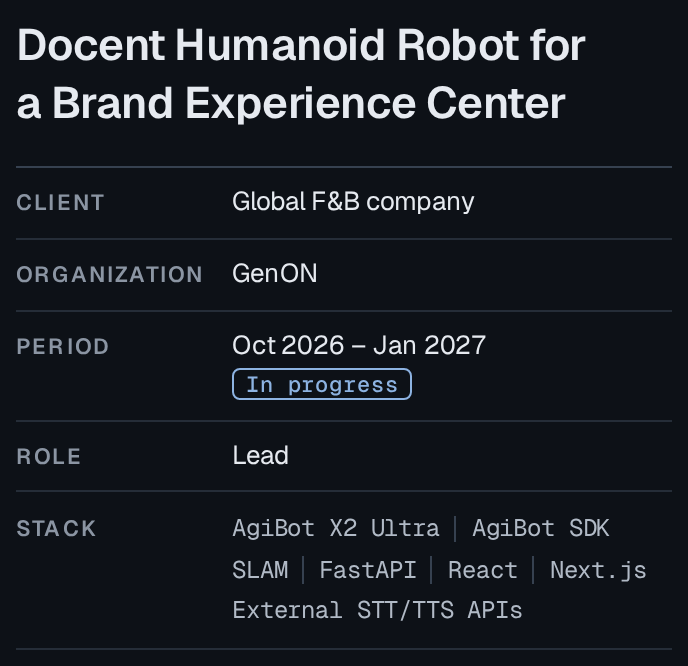 Docent Humanoid Robot for
a Brand Experience Center
CLIENT Global F&B company
ORGANIZATION GenON
PERIOD Oct 2026 – Jan 2027
In progress
ROLE Lead
STACK AgiBot X2 Ultra | AgiBot SDK
SLAM | FastAPI | React | Next.js
External STT/TTS APIs